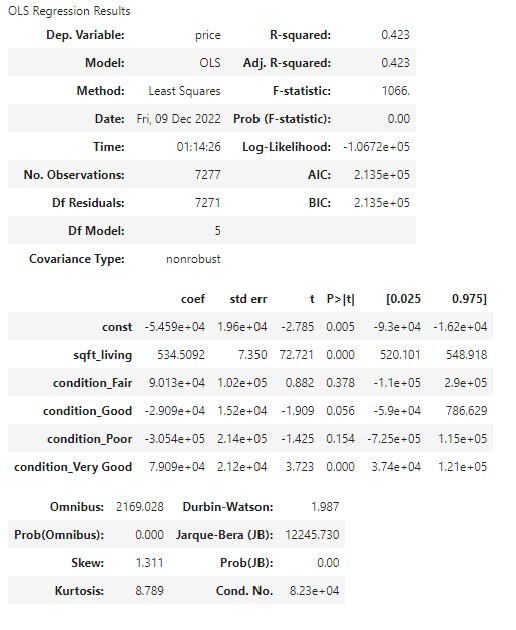 OLS Regression Results
Dep. Variable: price R-squared: 0.423
Model: OLS Adj. R-squared: 0.423
Method: Least Squares F-statistic: 1066.
Date: Fri, 09 Dec 2022 Prob (F-statistic): 0.00
Time: 01:14:26 Log-Likelihood: -1.0672e+05
No. Observations: 7277 AIC: 2.135e+05
Df Residuals: 7271 BIC: 2.135e+05
Df Model: 5
Covariance Type: nonrobust
coef std err t P>|t| [0.025 0.975]
const -5.459e+04 1.96e+04 -2.785 0.005 -9.3e+04 -1.62e+04
sqft_living 534.5092 7.350 72.721 0.000 520.101 548.918
condition_Fair 9.013e+04 1.02e+05 0.882 0.378 -1.1e+05 2.9e+05
condition_Good -2.909e+04 1.52e+04 -1.909 0.056 -5.9e+04 786.629
condition_Poor -3.054e+05 2.14e+05 -1.425 0.154 -7.25e+05 1.15e+05
condition_Very Good 7.909e+04 2.12e+04 3.723 0.000 3.74e+04 1.21e+05
Omnibus: 2169.028 Durbin-Watson: 1.987
Prob(Omnibus): 0.000 Jarque-Bera (JB): 12245.730
Skew: 1.311 Prob(JB): 0.00
Kurtosis: 8.789 Cond. No. 8.23e+04